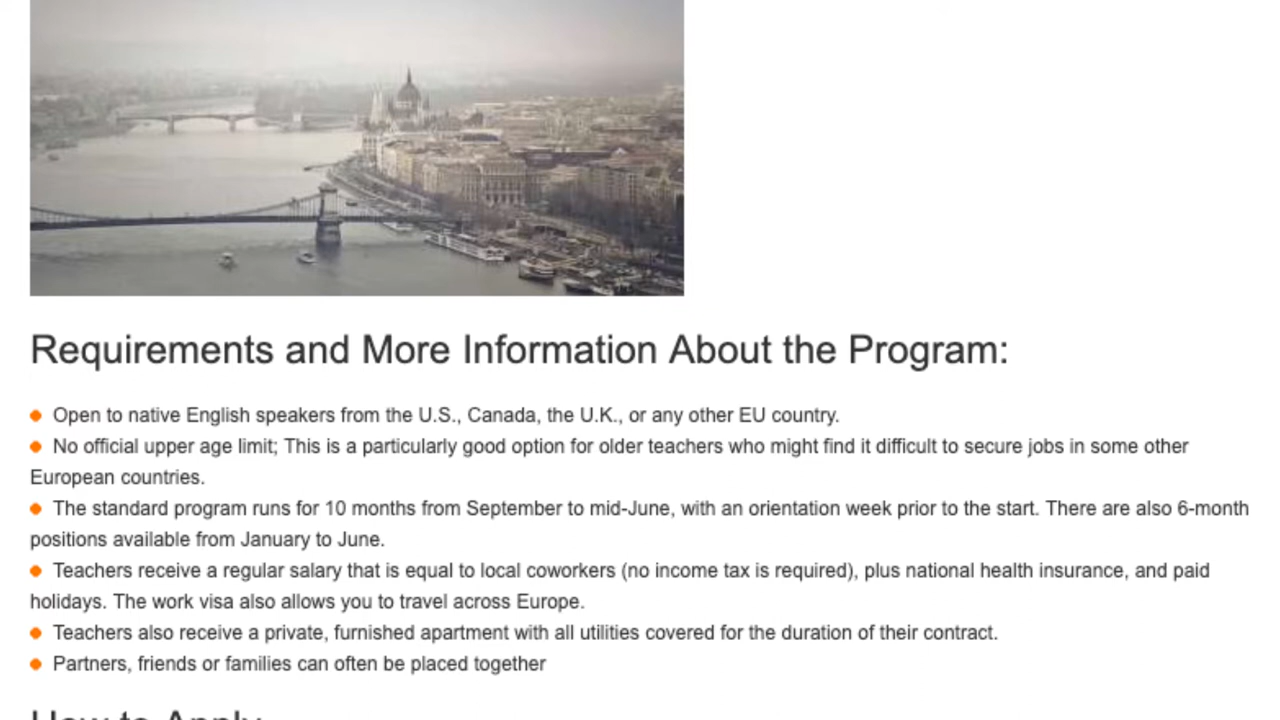 Requirements and More Information About the Program:
Open to native English speakers from the U.S., Canada, the U.K., or any other EU country.
No official upper age limit; This is a particularly good option for older teachers who might find it difficult to secure jobs in some other
European countries.
The standard program runs for 10 months from September to mid-June, with an orientation week prior to the start. There are also 6-month
positions available from January to June.
Teachers receive a regular salary that is equal to local coworkers (no income tax is required), plus national health insurance, and paid
holidays. The work visa also allows you to travel across Europe.
Teachers also receive a private, furnished apartment with all utilities covered for the duration of their contract.
Partners, friends or families can often be placed together
How to Apply